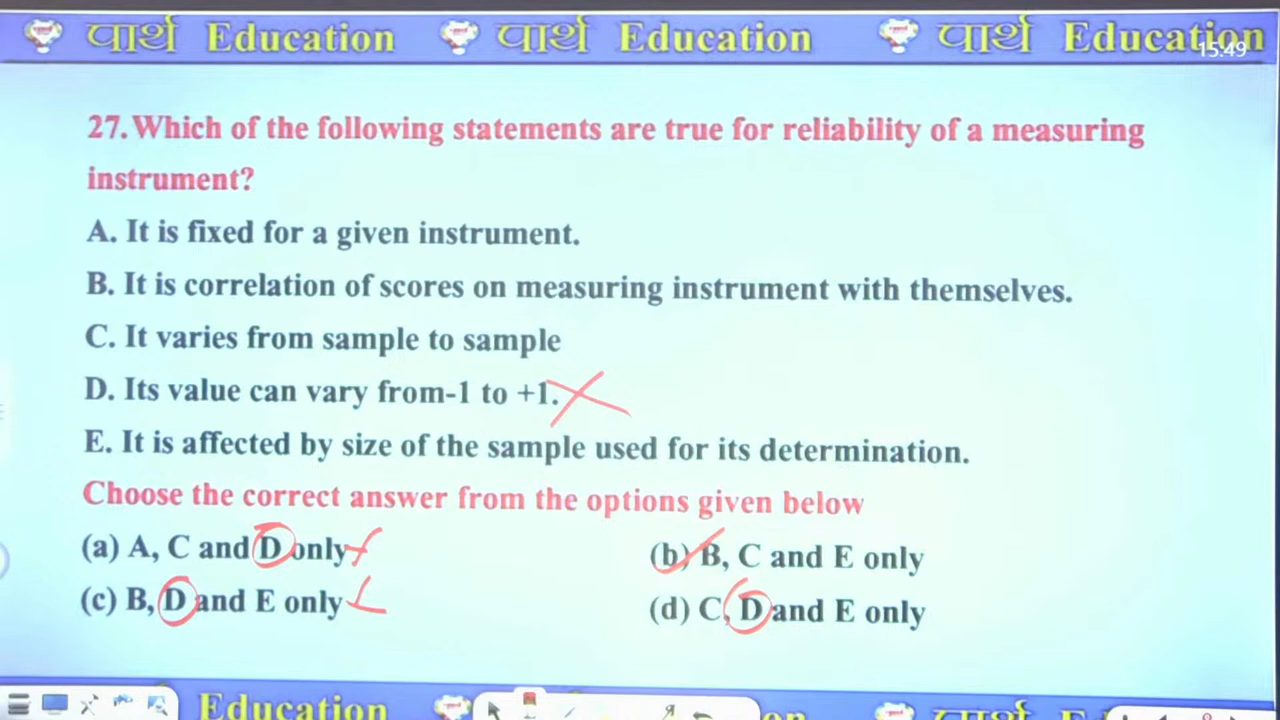 पार्थ Education पार्थ Education पार्थ Education
15:49
27. Which of the following statements are true for reliability of a measuring
instrument?
A. It is fixed for a given instrument.
B. It is correlation of scores on measuring instrument with themselves.
C. It varies from sample to sample
D. Its value can vary from-1 to +1.
E. It is affected by size of the sample used for its determination.
Choose the correct answer from the options given below
(a) A, C and D only (b) B, C and E only
(c) B, D and E only (d) C, D and E only
Education